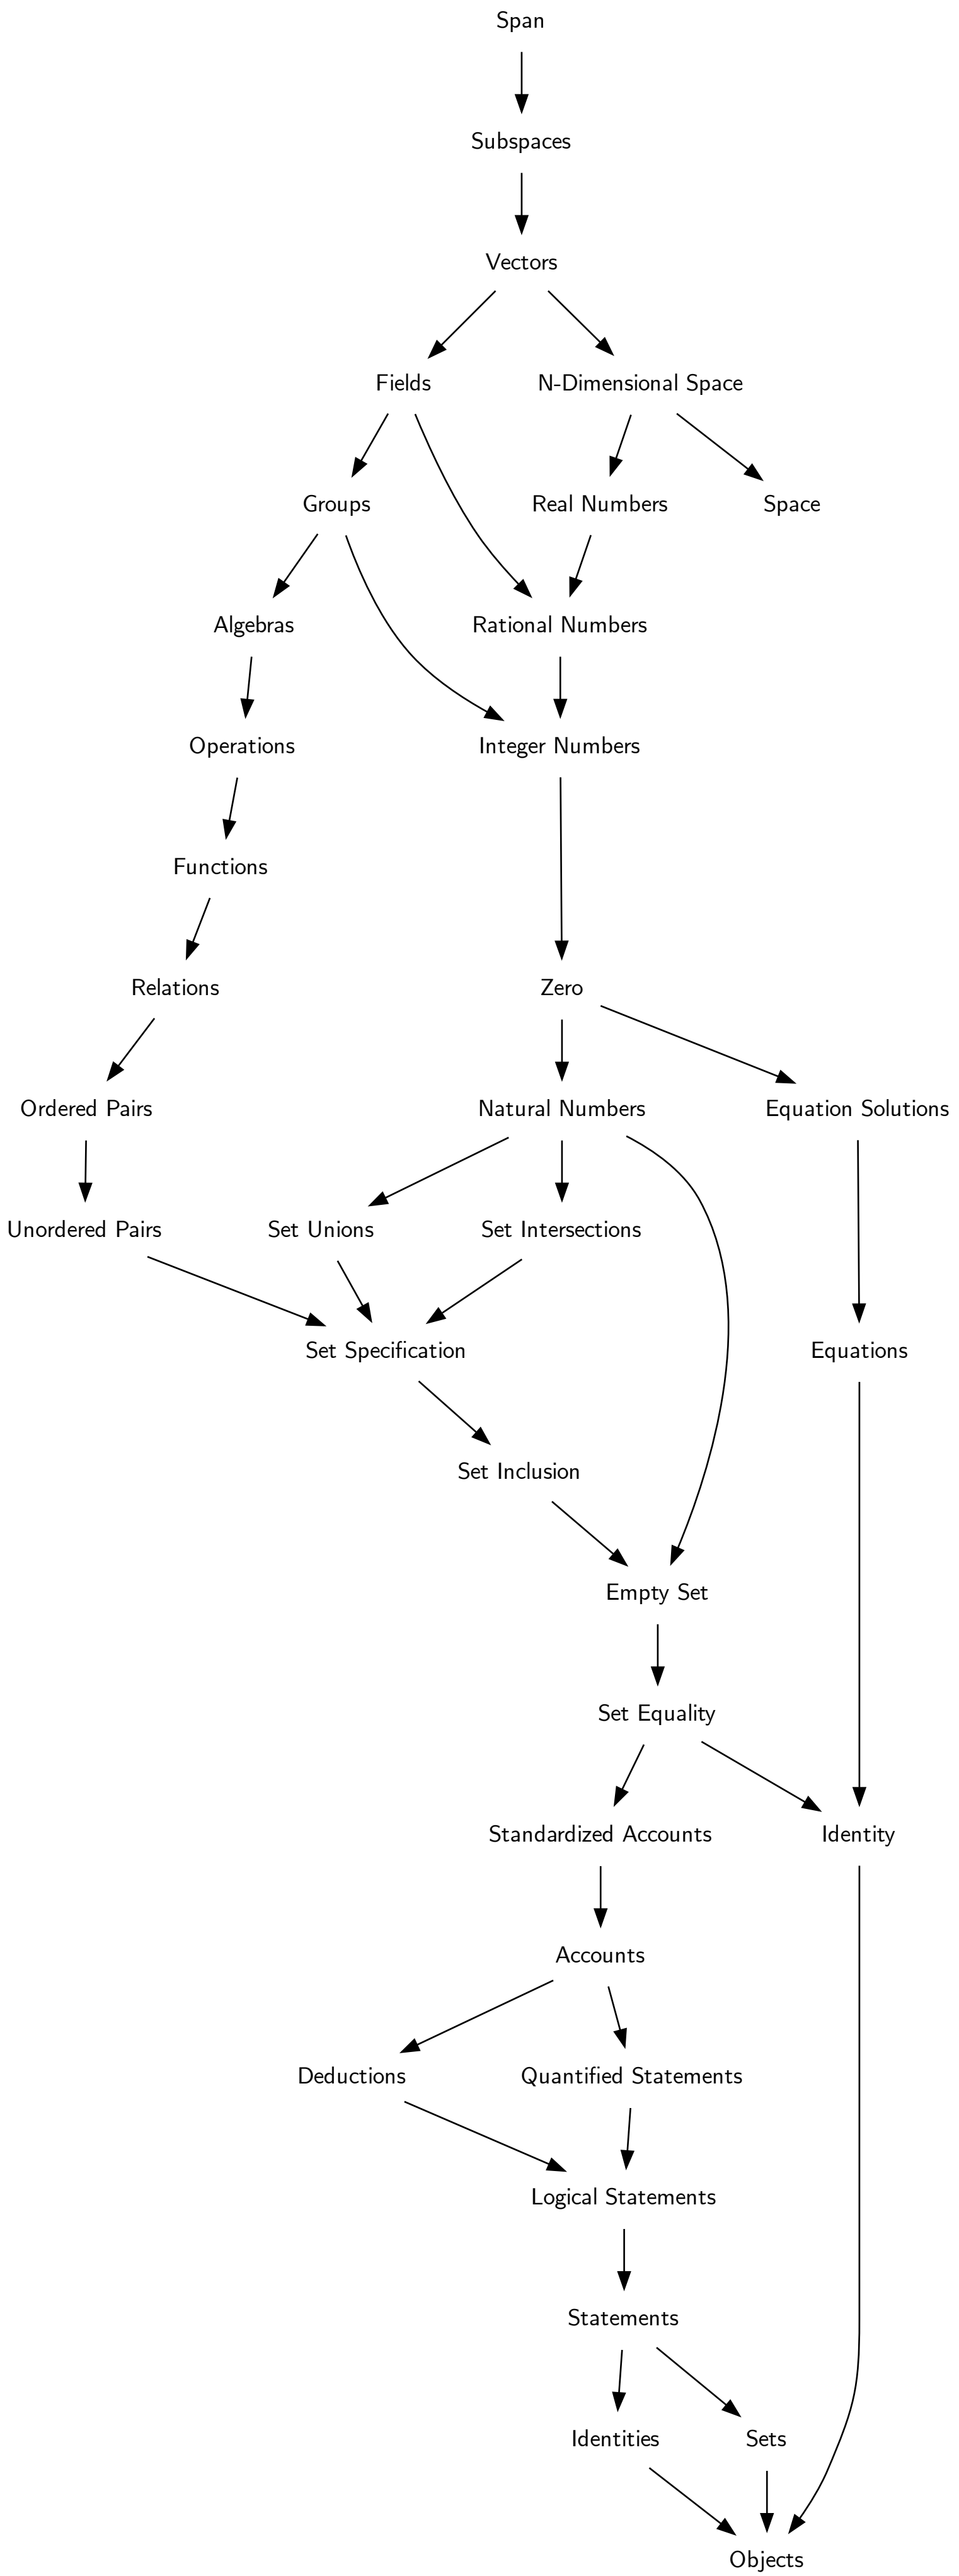 Span
Subspaces
Vectors
Fields
N-Dimensional Space
Groups
Real Numbers
Space
Algebras
Rational Numbers
Operations
Integer Numbers
Functions
Relations
Zero
Ordered Pairs
Natural Numbers
Equation Solutions
Unordered Pairs
Set Unions
Set Intersections
Set Specification
Equations
Set Inclusion
Empty Set
Set Equality
Standardized Accounts
Identity
Accounts
Deductions
Quantified Statements
Logical Statements
Statements
Identities
Sets
Objects